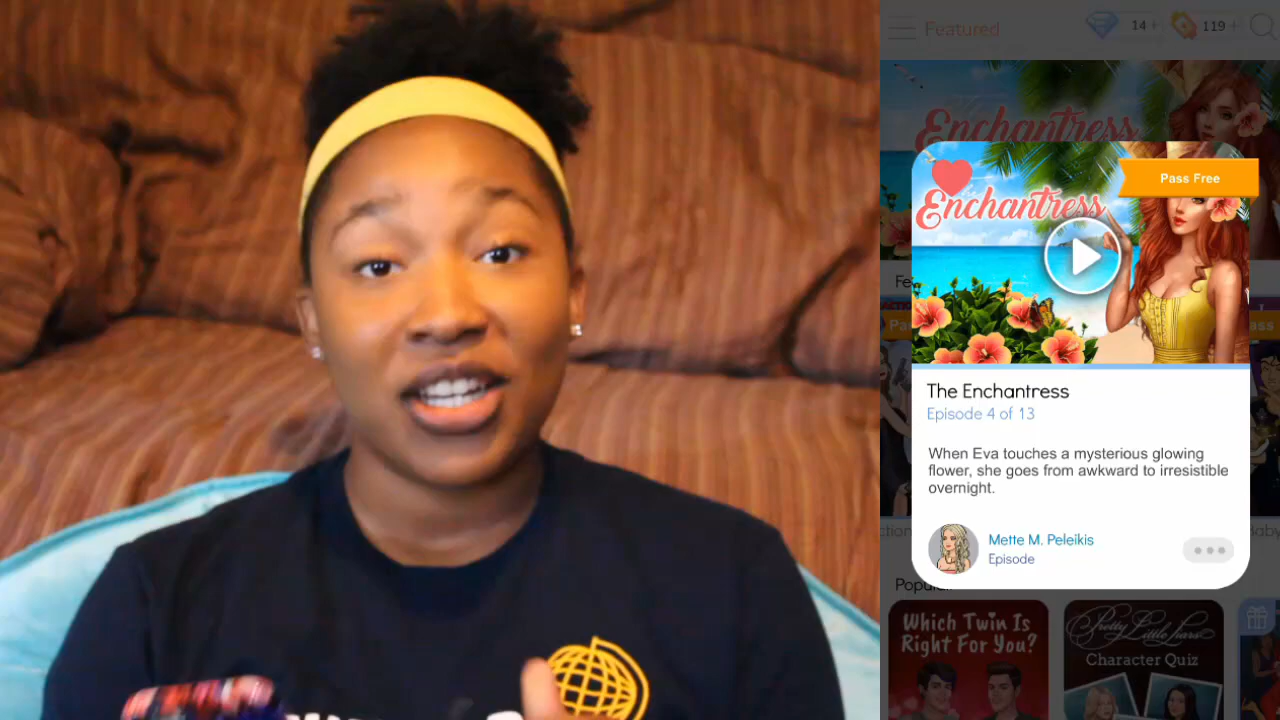 Featured
14 +
119 +
Enchantress
Pass Free
Enchantress
The Enchantress
Episode 4 of 13
When Eva touches a mysterious glowing
flower, she goes from awkward to irresistible
overnight.
Mette M. Peleikis
Episode
Which Twin Is
Right For You?
Pretty Little Liars
Character Quiz